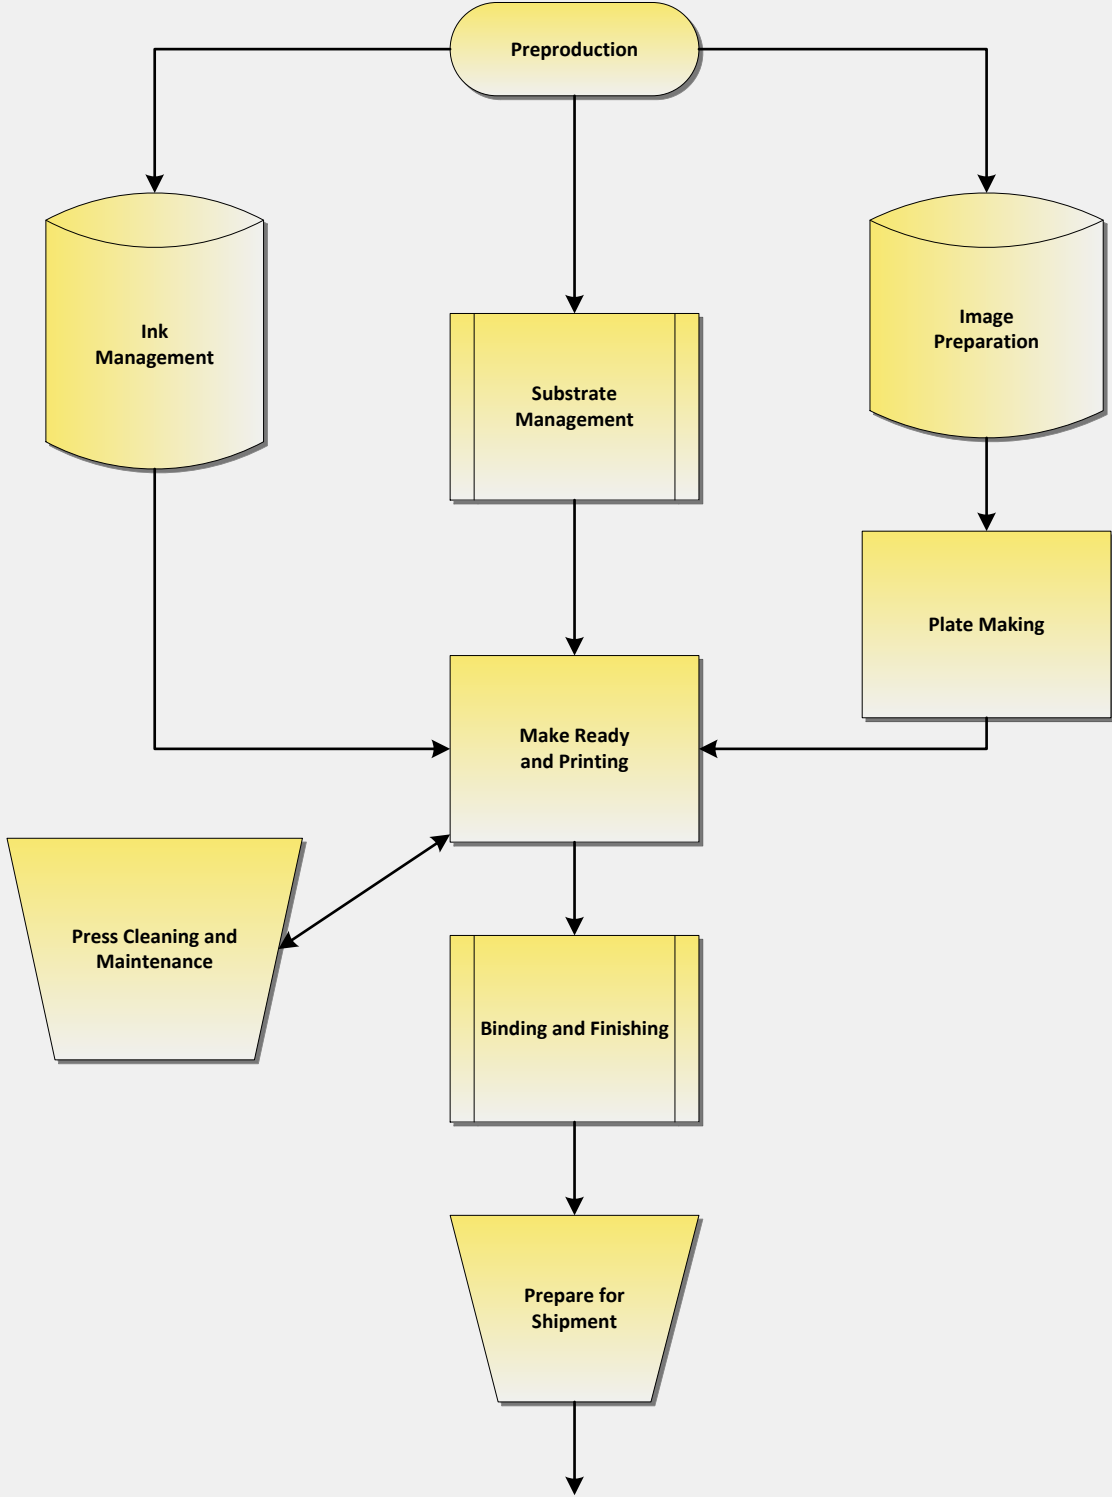 Preproduction
Ink
Management
Image
Preparation
Substrate
Management
Plate Making
Make Ready
and Printing
Press Cleaning and
Maintenance
Binding and Finishing
Prepare for
Shipment